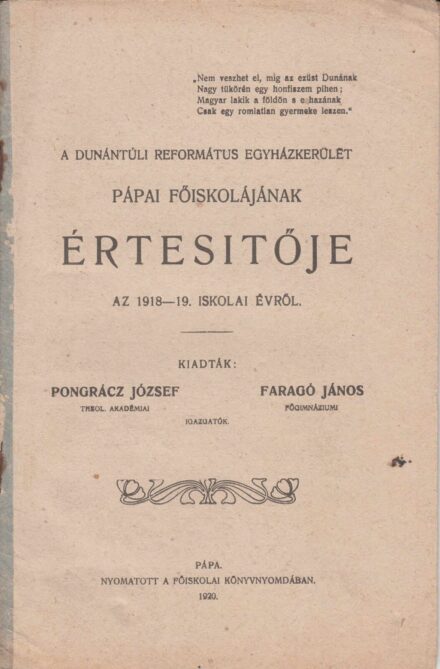 „Nem veszhet el, mig az ezüst Dunának
Nagy tükörén egy honfiszem pihen;
Magyar lakik a földön s e hazának
Csak egy romlatlan gyermeke leszen.“
A DUNÁNTÚLI REFORMÁTUS EGYHÁZKERÜLET
PÁPAI FŐISKOLÁJÁNAK
ÉRTESITŐJE
AZ 1918—19. ISKOLAI ÉVRŐL.
KIADTÁK:
PONGRÁCZ JÓZSEF FARAGÓ JÁNOS
THEOL. AKADÉMIAI FŐGIMNÁZIUMI
IGAZGATÓK.
PÁPA.
NYOMATOTT A FŐISKOLAI KÖNYVNYOMDÁBAN.
1920.